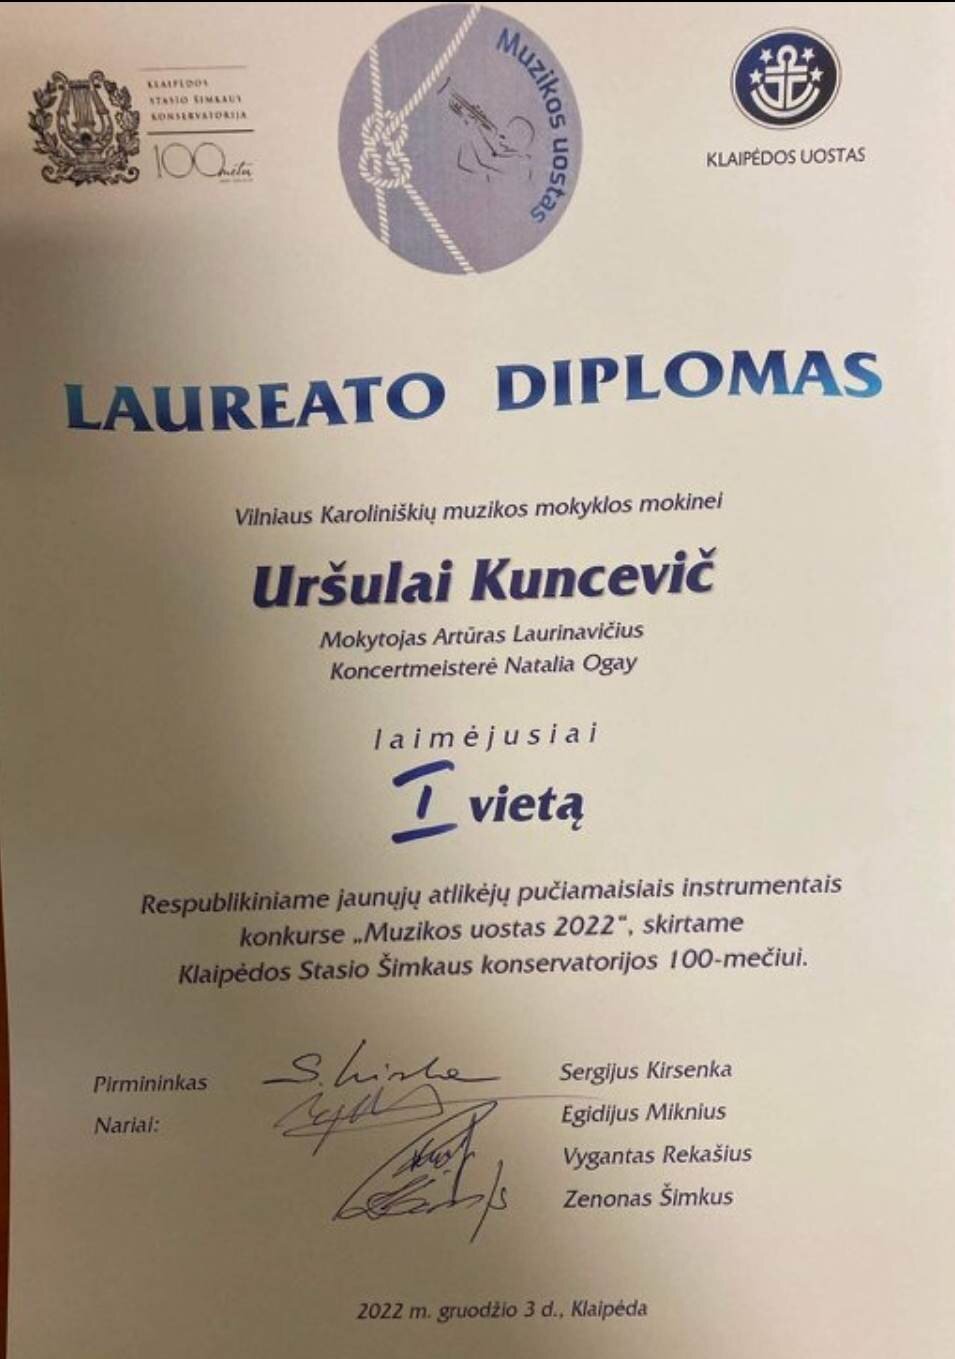 KLAIPĖDOS
STASIO ŠIMKAUS
KONSERVATORIJA
100 metų
Muzikos uostas
KLAIPĖDOS UOSTAS
LAUREATO DIPLOMAS
Vilniaus Karoliniškių muzikos mokyklos mokinei
Uršulai Kuncevič
Mokytojas Artūras Laurinavičius
Koncertmeisterė Natalia Ogay
laimėjusiai
I vietą
Respublikiniame jaunųjų atlikėjų pučiamaisiais instrumentais
konkurse „Muzikos uostas 2022“, skirtame
Klaipėdos Stasio Šimkaus konservatorijos 100-mečiui.
Pirmininkas Sergijus Kirsenka
Nariai: Egidijus Miknius
Vygantas Rekašius
Zenonas Šimkus
2022 m. gruodžio 3 d., Klaipėda